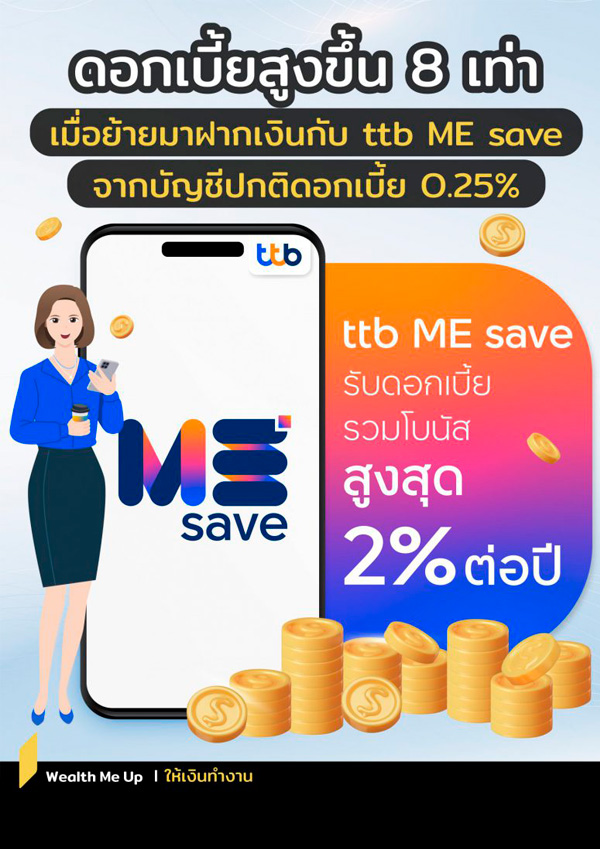 ดอกเบี้ยสูงขึ้น 8 เท่า
เมื่อย้ายมาฝากเงินกับ ttb ME save
จากบัญชีปกติดอกเบี้ย 0.25%
ttb
ME
save
ttb ME save
รับดอกเบี้ย
รวมโบนัส
สูงสุด
2% ต่อปี
Wealth Me Up | ให้เงินทำงาน